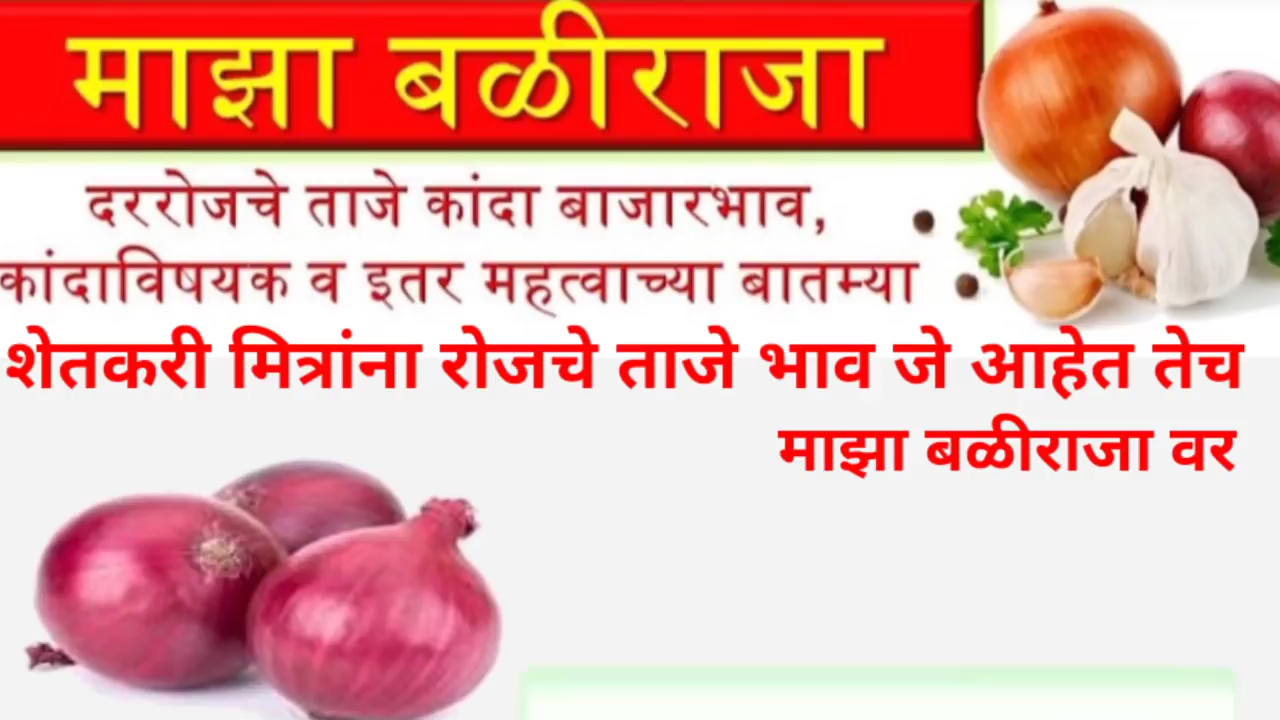 माझा बळीराजा
दररोजचे ताजे कांदा बाजारभाव,
कांदाविषयक व इतर महत्वाच्या बातम्या
शेतकरी मित्रांना रोजचे ताजे भाव जे आहेत तेच
माझा बळीराजा वर